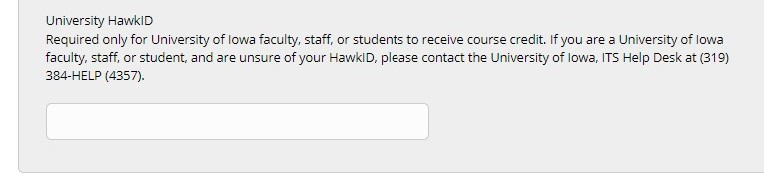 University HawkID
Required only for University of Iowa faculty, staff, or students to receive course credit. If you are a University of Iowa
faculty, staff, or student, and are unsure of your HawkID, please contact the University of Iowa, ITS Help Desk at (319)
384-HELP (4357).